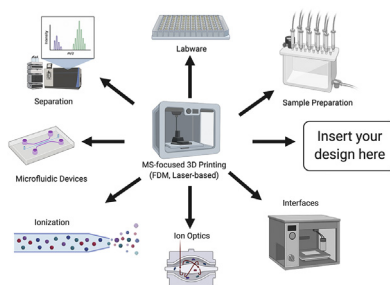 Intensity
m/z
Labware
Separation
Sample Preparation
MS-focused 3D Printing
(FDM, Laser-based)
Insert your
design here
Microfluidic Devices
Ionization
Ion Optics
Interfaces